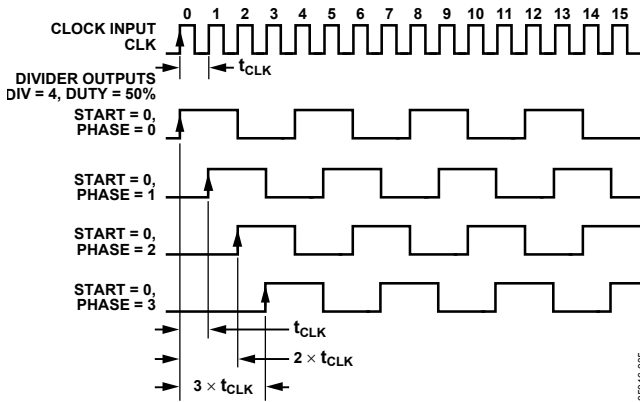 0 1 2 3 4 5 6 7 8 9 10 11 12 13 14 15
CLOCK INPUT
CLK
tCLK
DIVIDER OUTPUTS
DIV = 4, DUTY = 50%
START = 0,
PHASE = 0
START = 0,
PHASE = 1
START = 0,
PHASE = 2
START = 0,
PHASE = 3
tCLK
2 × tCLK
3 × tCLK